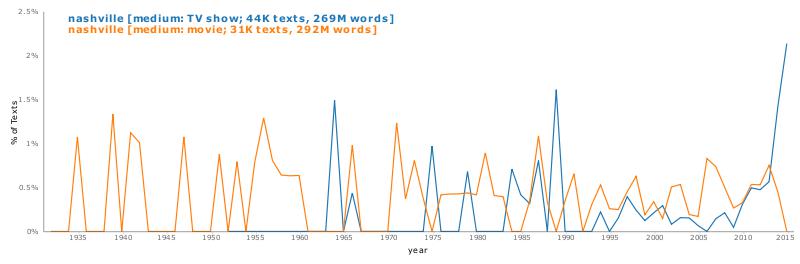 nashville [medium: TV show; 44K texts, 269M words]
nashville [medium: movie; 31K texts, 292M words]
2.5%
2%
1.5%
1%
0.5%
0%
% of Texts
1935 1940 1945 1950 1955 1960 1965 1970 1975 1980 1985 1990 1995 2000 2005 2010 2015
year